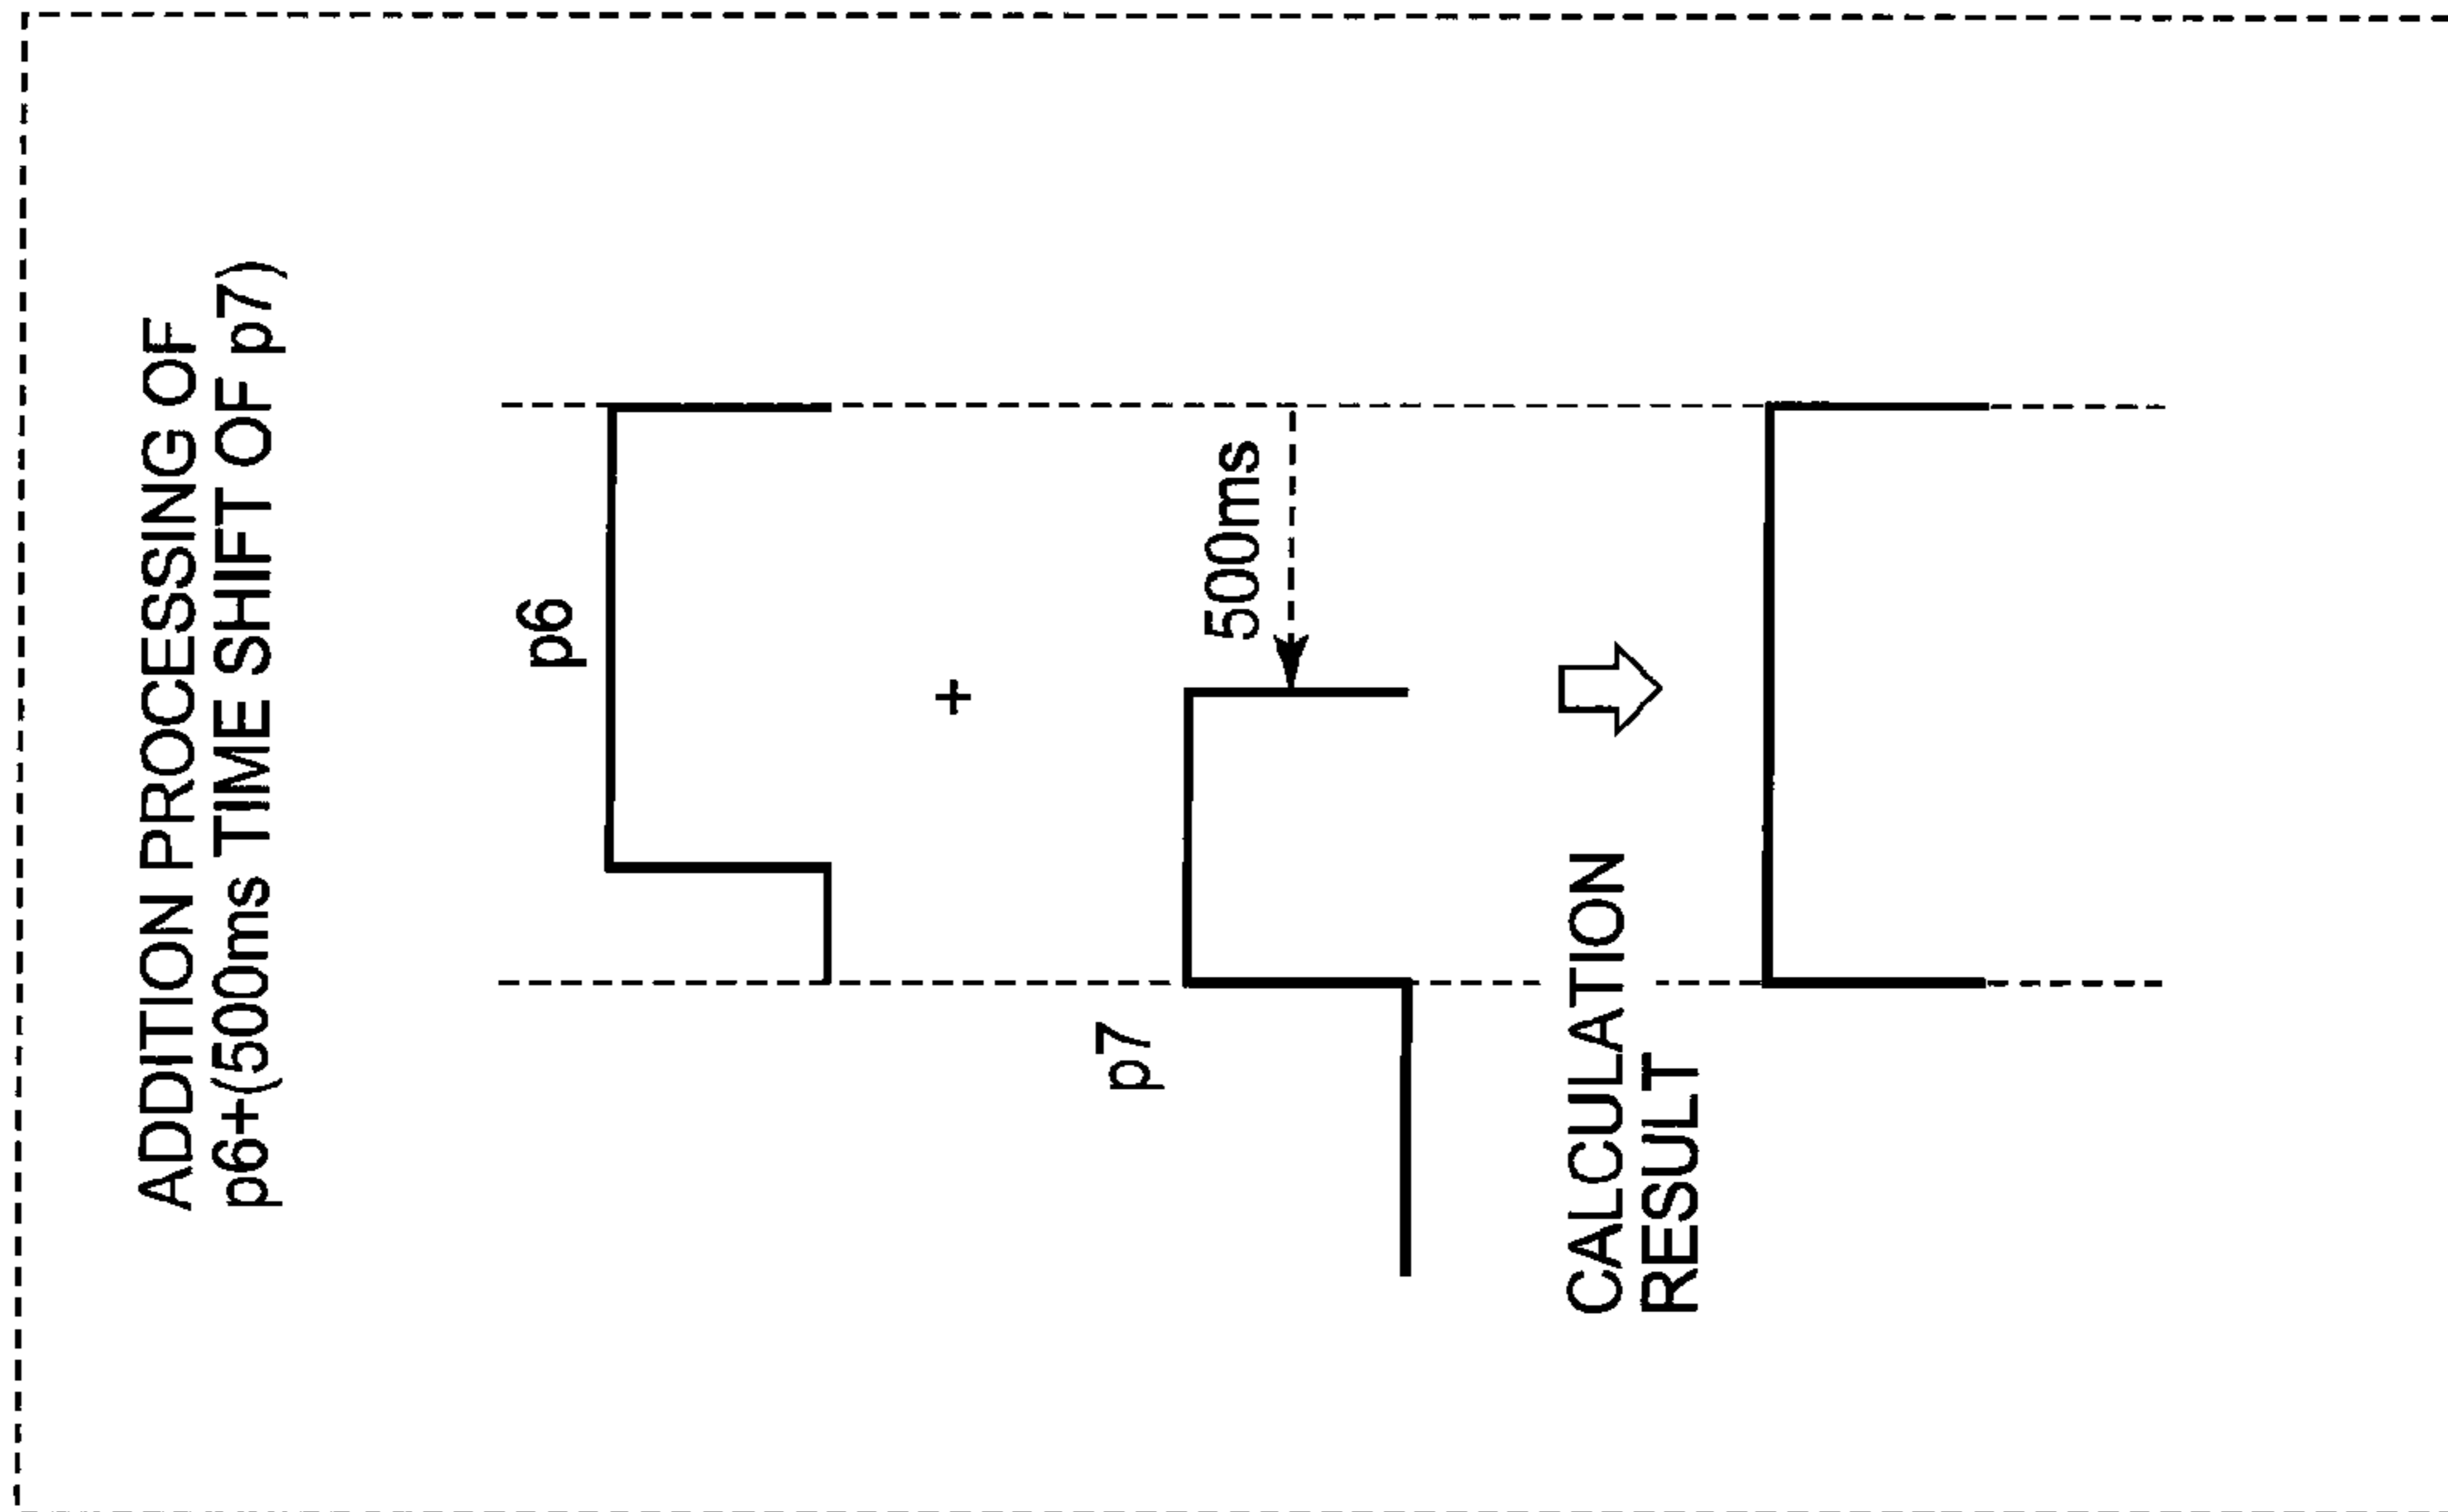 ADDITION PROCESSING OF
p6+(500ms TIME SHIFT OF p7)
p6
+
p7
500ms
CALCULATION
RESULT